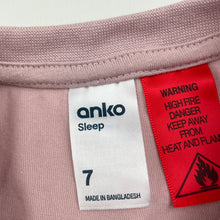 anko
Sleep
7
MADE IN BANGLADESH
WARNING
HIGH FIRE
DANGER
KEEP AWAY
FROM HEAT
AND FLAME